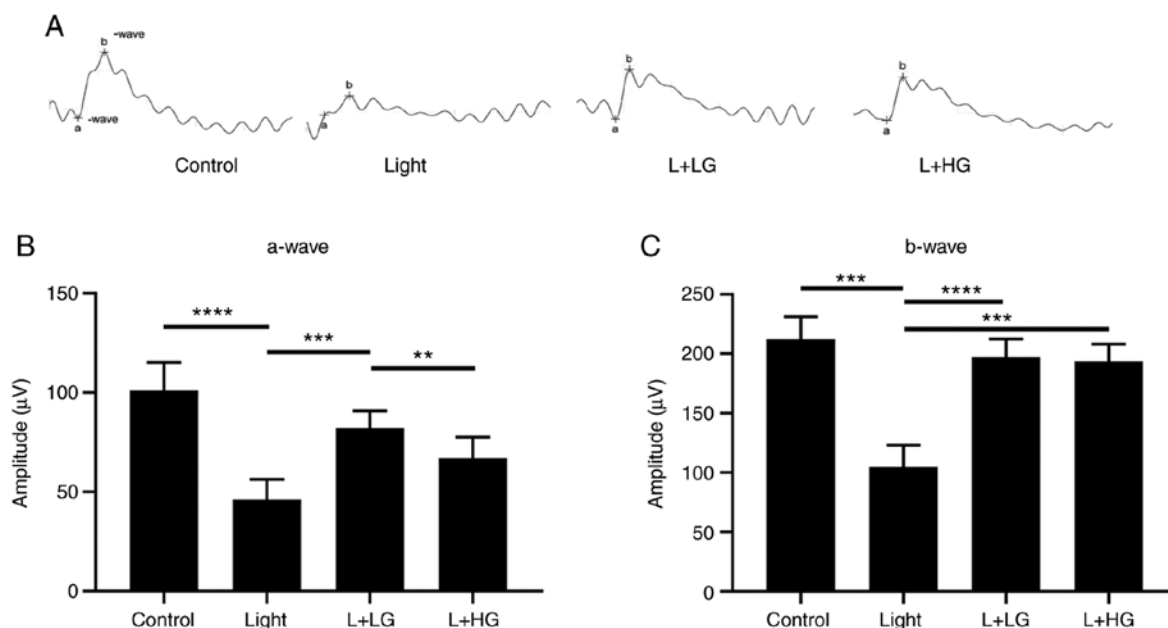 A
b -wave
a -wave
b
a
b
a
b
a
Control Light L+LG L+HG
B a-wave
Amplitude (µV)
150
100
50
0
****
***
**
Control Light L+LG L+HG
C b-wave
Amplitude (µV)
250
200
150
100
50
0
***
****
***
Control Light L+LG L+HG